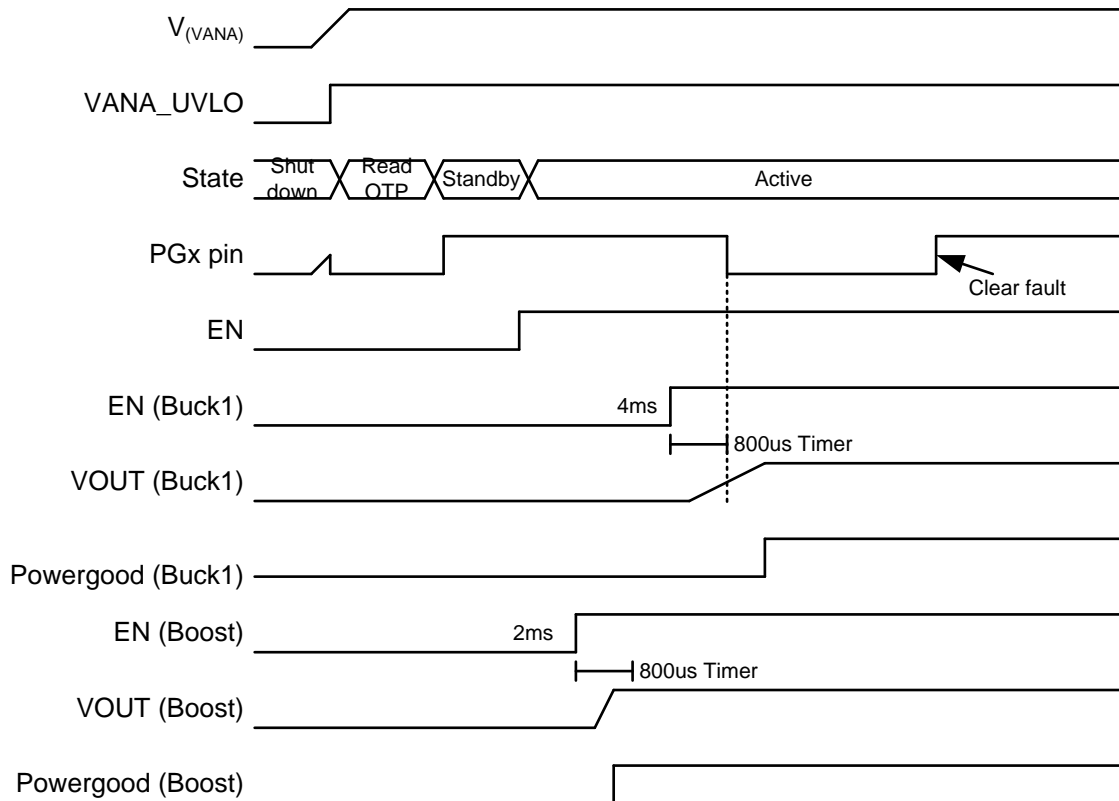 V(VANA)
VANA_UVLO
State
Shut
down
Read
OTP
Standby
Active
PGx pin
Clear fault
EN
EN (Buck1)
4ms
800us Timer
VOUT (Buck1)
Powergood (Buck1)
EN (Boost)
2ms
800us Timer
VOUT (Boost)
Powergood (Boost)